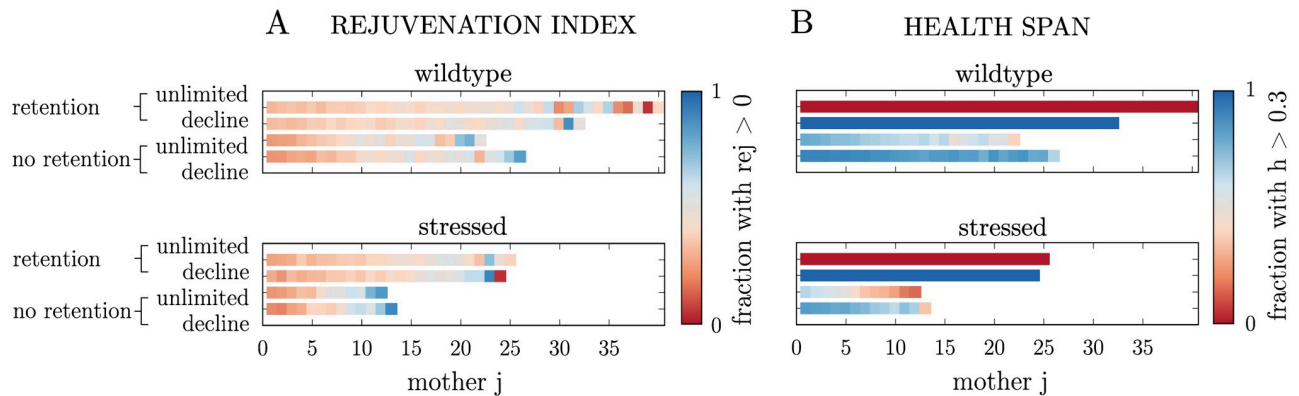 A REJUVENATION INDEX
B HEALTH SPAN
wildtype
retention
unlimited
decline
no retention
unlimited
decline
stressed
retention
unlimited
decline
no retention
unlimited
decline
0 5 10 15 20 25 30 35
mother j
1
0
fraction with rej > 0
wildtype
stressed
0 5 10 15 20 25 30 35
mother j
1
0
fraction with h > 0.3